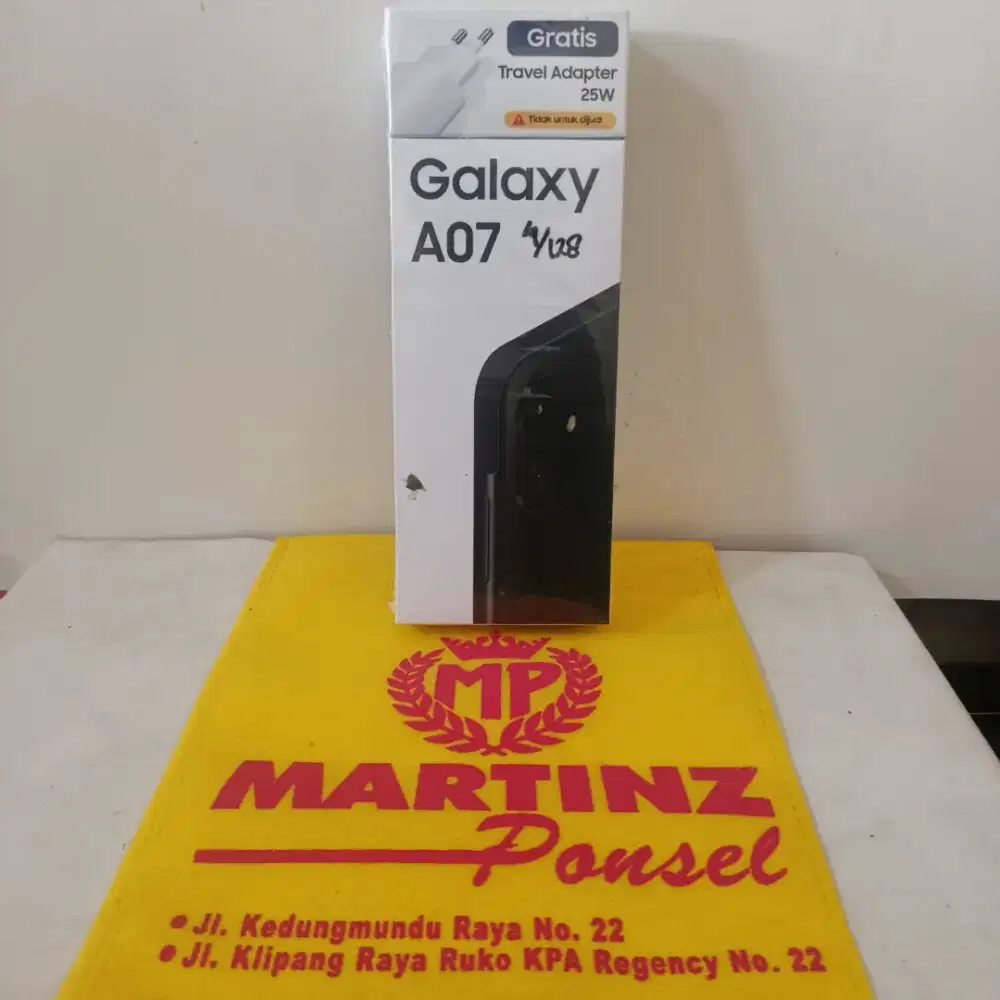 Gratis
Travel Adapter
25W
Tidak untuk dijual
Galaxy
A07 4/128
MP
MARTINZ
Ponsel
• Jl. Kedungmundu Raya No. 22
• Jl. Klipang Raya Ruko KPA Regency No. 22